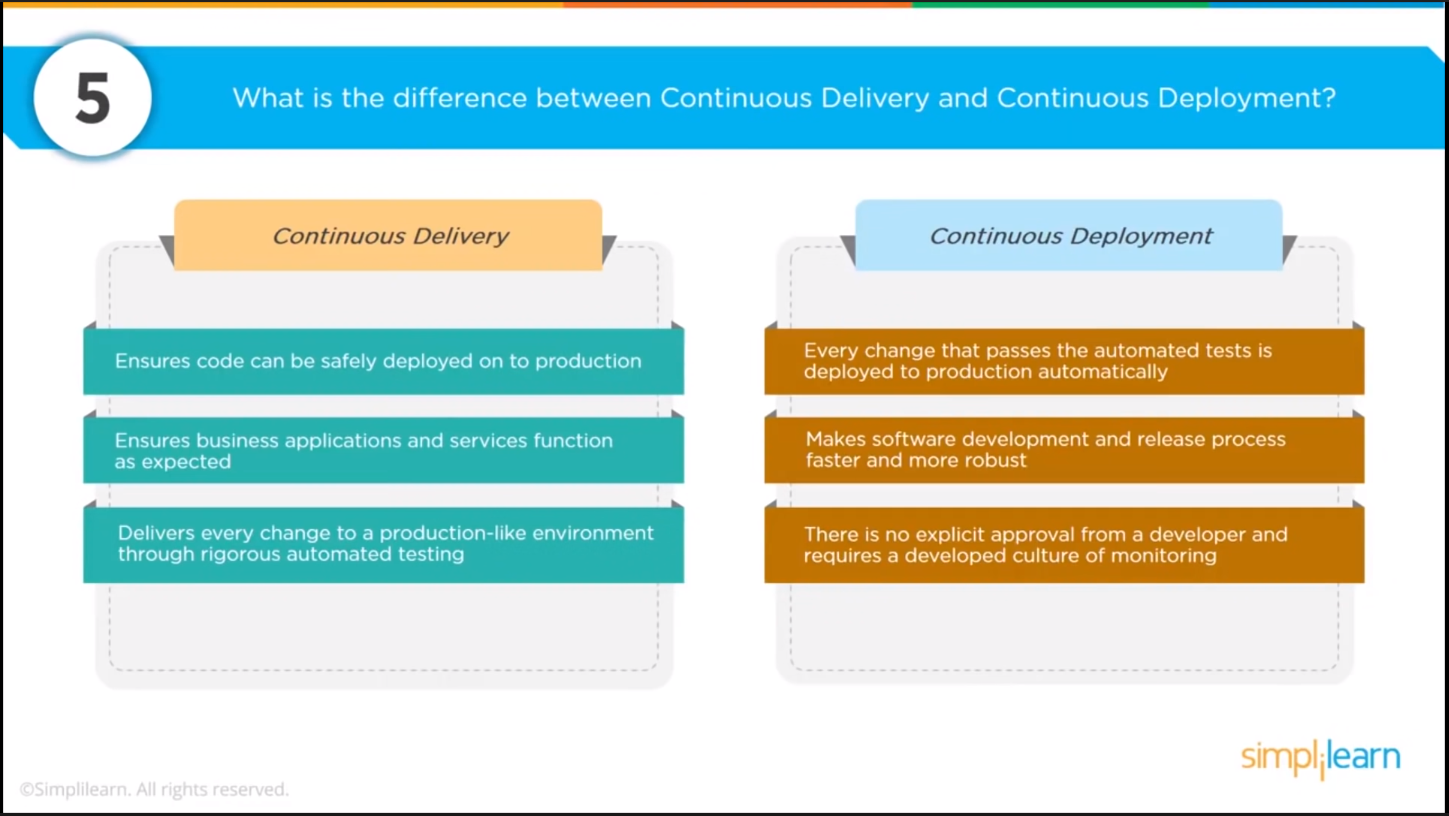 5
What is the difference between Continuous Delivery and Continuous Deployment?
Continuous Delivery
Ensures code can be safely deployed on to production
Ensures business applications and services function
as expected
Delivers every change to a production-like environment
through rigorous automated testing
Continuous Deployment
Every change that passes the automated tests is
deployed to production automatically
Makes software development and release process
faster and more robust
There is no explicit approval from a developer and
requires a developed culture of monitoring
simplilearn
©Simplilearn. All rights reserved.